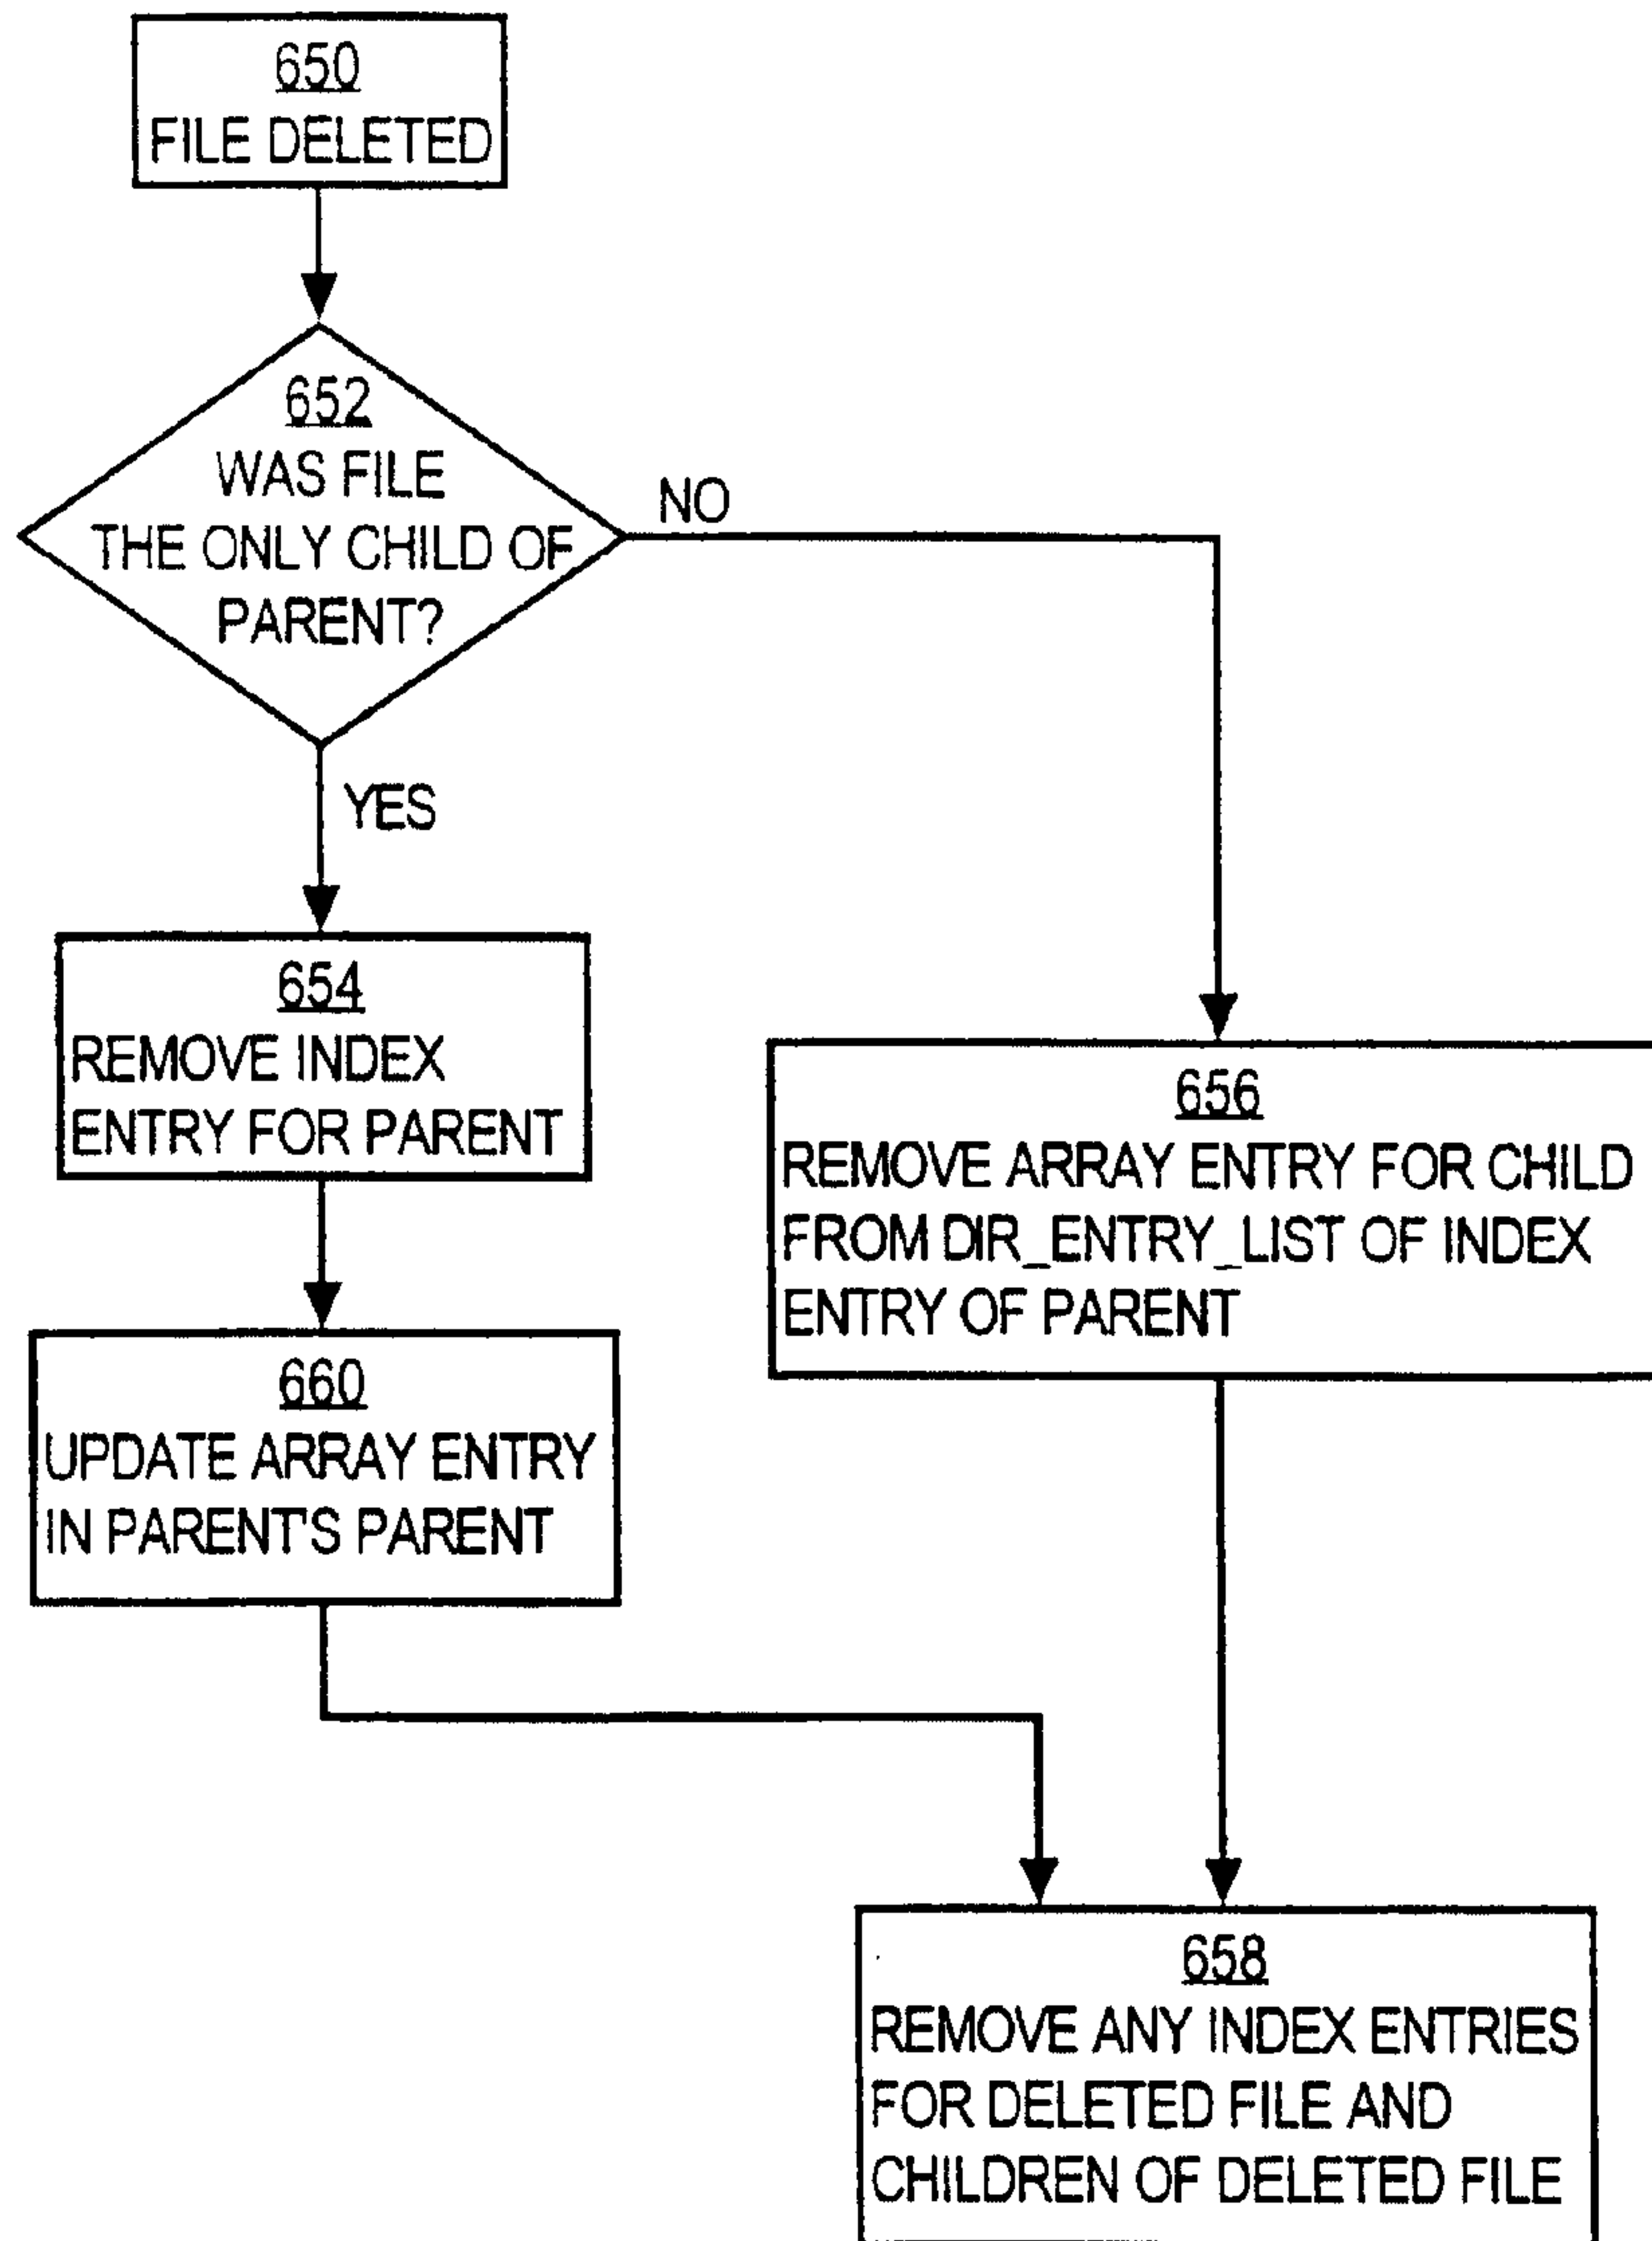 650
FILE DELETED
652
WAS FILE
THE ONLY CHILD OF
PARENT?
NO
YES
654
REMOVE INDEX
ENTRY FOR PARENT
656
REMOVE ARRAY ENTRY FOR CHILD
FROM DIR_ENTRY_LIST OF INDEX
ENTRY OF PARENT
660
UPDATE ARRAY ENTRY
IN PARENT'S PARENT
658
REMOVE ANY INDEX ENTRIES
FOR DELETED FILE AND
CHILDREN OF DELETED FILE